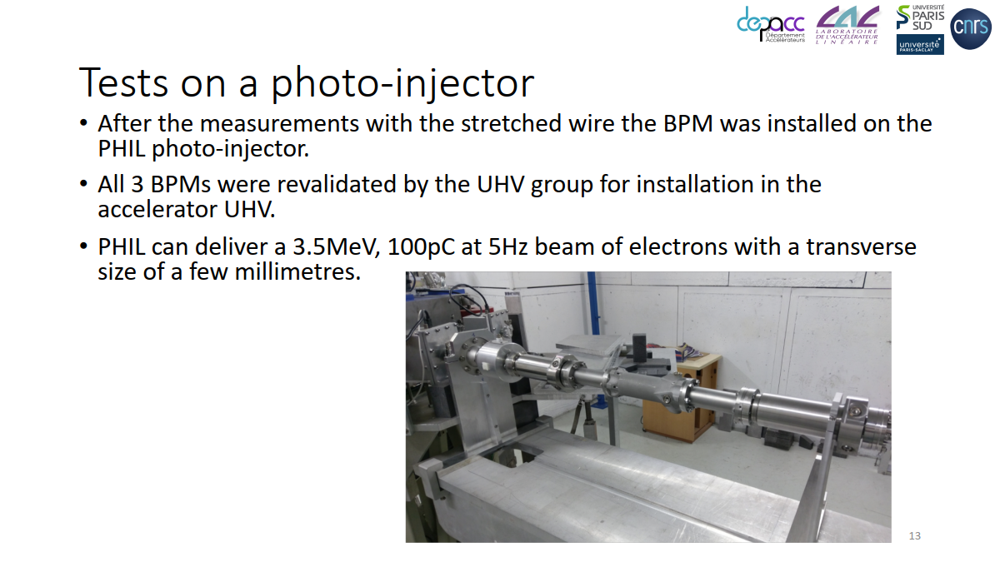 depacc
Département
Accélérateurs
LABORATOIRE
DE L'ACCÉLÉRATEUR
LINÉAIRE
UNIVERSITÉ
PARIS
SUD
université
PARIS-SACLAY
cnrs
Tests on a photo-injector
• After the measurements with the stretched wire the BPM was installed on the
PHIL photo-injector.
• All 3 BPMs were revalidated by the UHV group for installation in the
accelerator UHV.
• PHIL can deliver a 3.5MeV, 100pC at 5Hz beam of electrons with a transverse
size of a few millimetres.
13